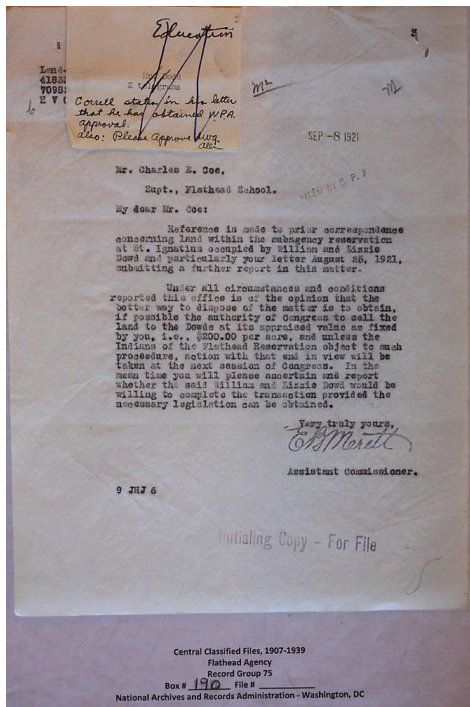 Education
Land-
2 telegrams
Correll states in his letter
that he has obtained W.P.A.
approval.
also: Please Approve dwg.
SEP -8 1921
Mr. Charles E. Coe,
Supt., Flathead School.
My dear Mr. Coe:
Reference is made to prior correspondence
concerning land within the subagency reservation
at St. Ignatius occupied by William and Lizzie
Dowd and particularly your letter August 25, 1921,
submitting a further report in this matter.
Under all circumstances and conditions
reported this office is of the opinion that the
better way to dispose of the matter is to obtain,
if possible the authority of Congress to sell the
land to the Dowds at its appraised value as fixed
by you, i.e., $200.00 per acre, and unless the
Indians of the Flathead Reservation object to such
procedure, action with that end in view will be
taken at the next session of Congress. In the
mean time you will please ascertain and report
whether the said William and Lizzie Dowd would be
willing to complete the transaction provided the
necessary legislation can be obtained.
Very truly yours,
E B Meritt
Assistant Commissioner.
9 JHJ 6
Initialing Copy - For File
Central Classified Files, 1907-1939
Flathead Agency
Record Group 75
Box # 190 File #
National Archives and Records Administration - Washington, DC